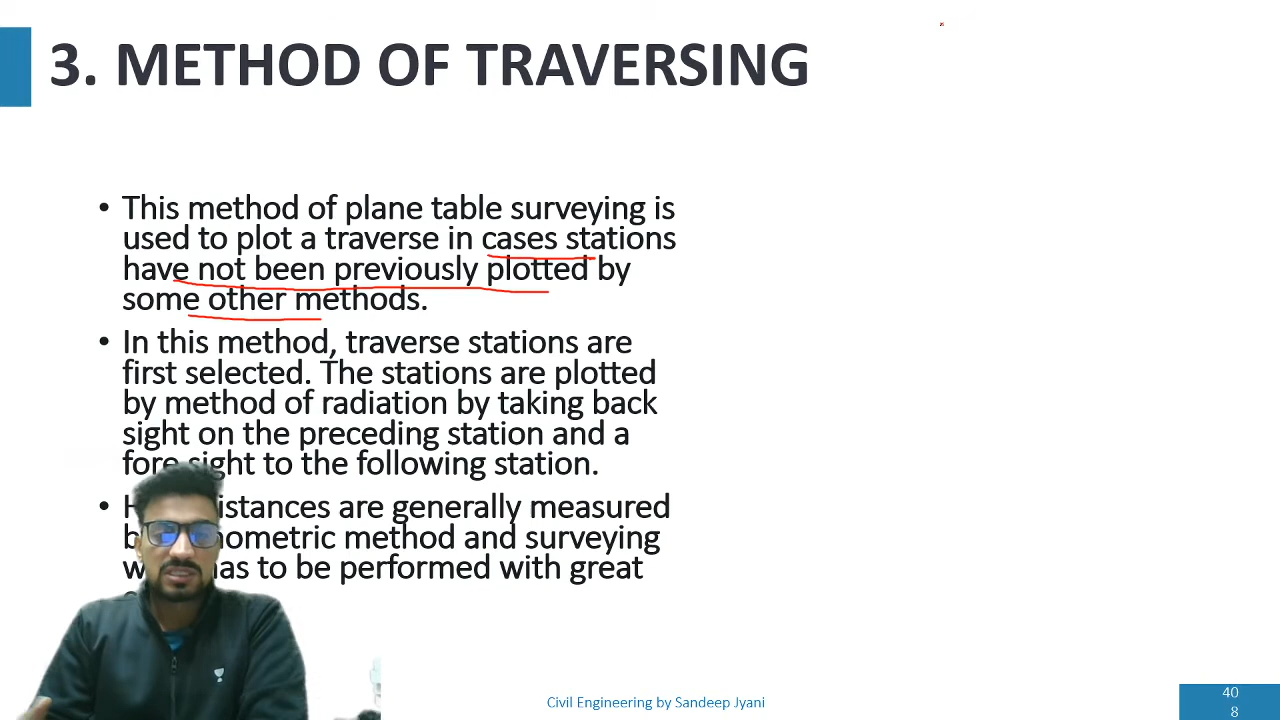 3. METHOD OF TRAVERSING
• This method of plane table surveying is
used to plot a traverse in cases stations
have not been previously plotted by
some other methods.
• In this method, traverse stations are
first selected. The stations are plotted
by method of radiation by taking back
sight on the preceding station and a
fore sight to the following station.
• distances are generally measured
method and surveying
has to be performed with great
Civil Engineering by Sandeep Jyani
40
8